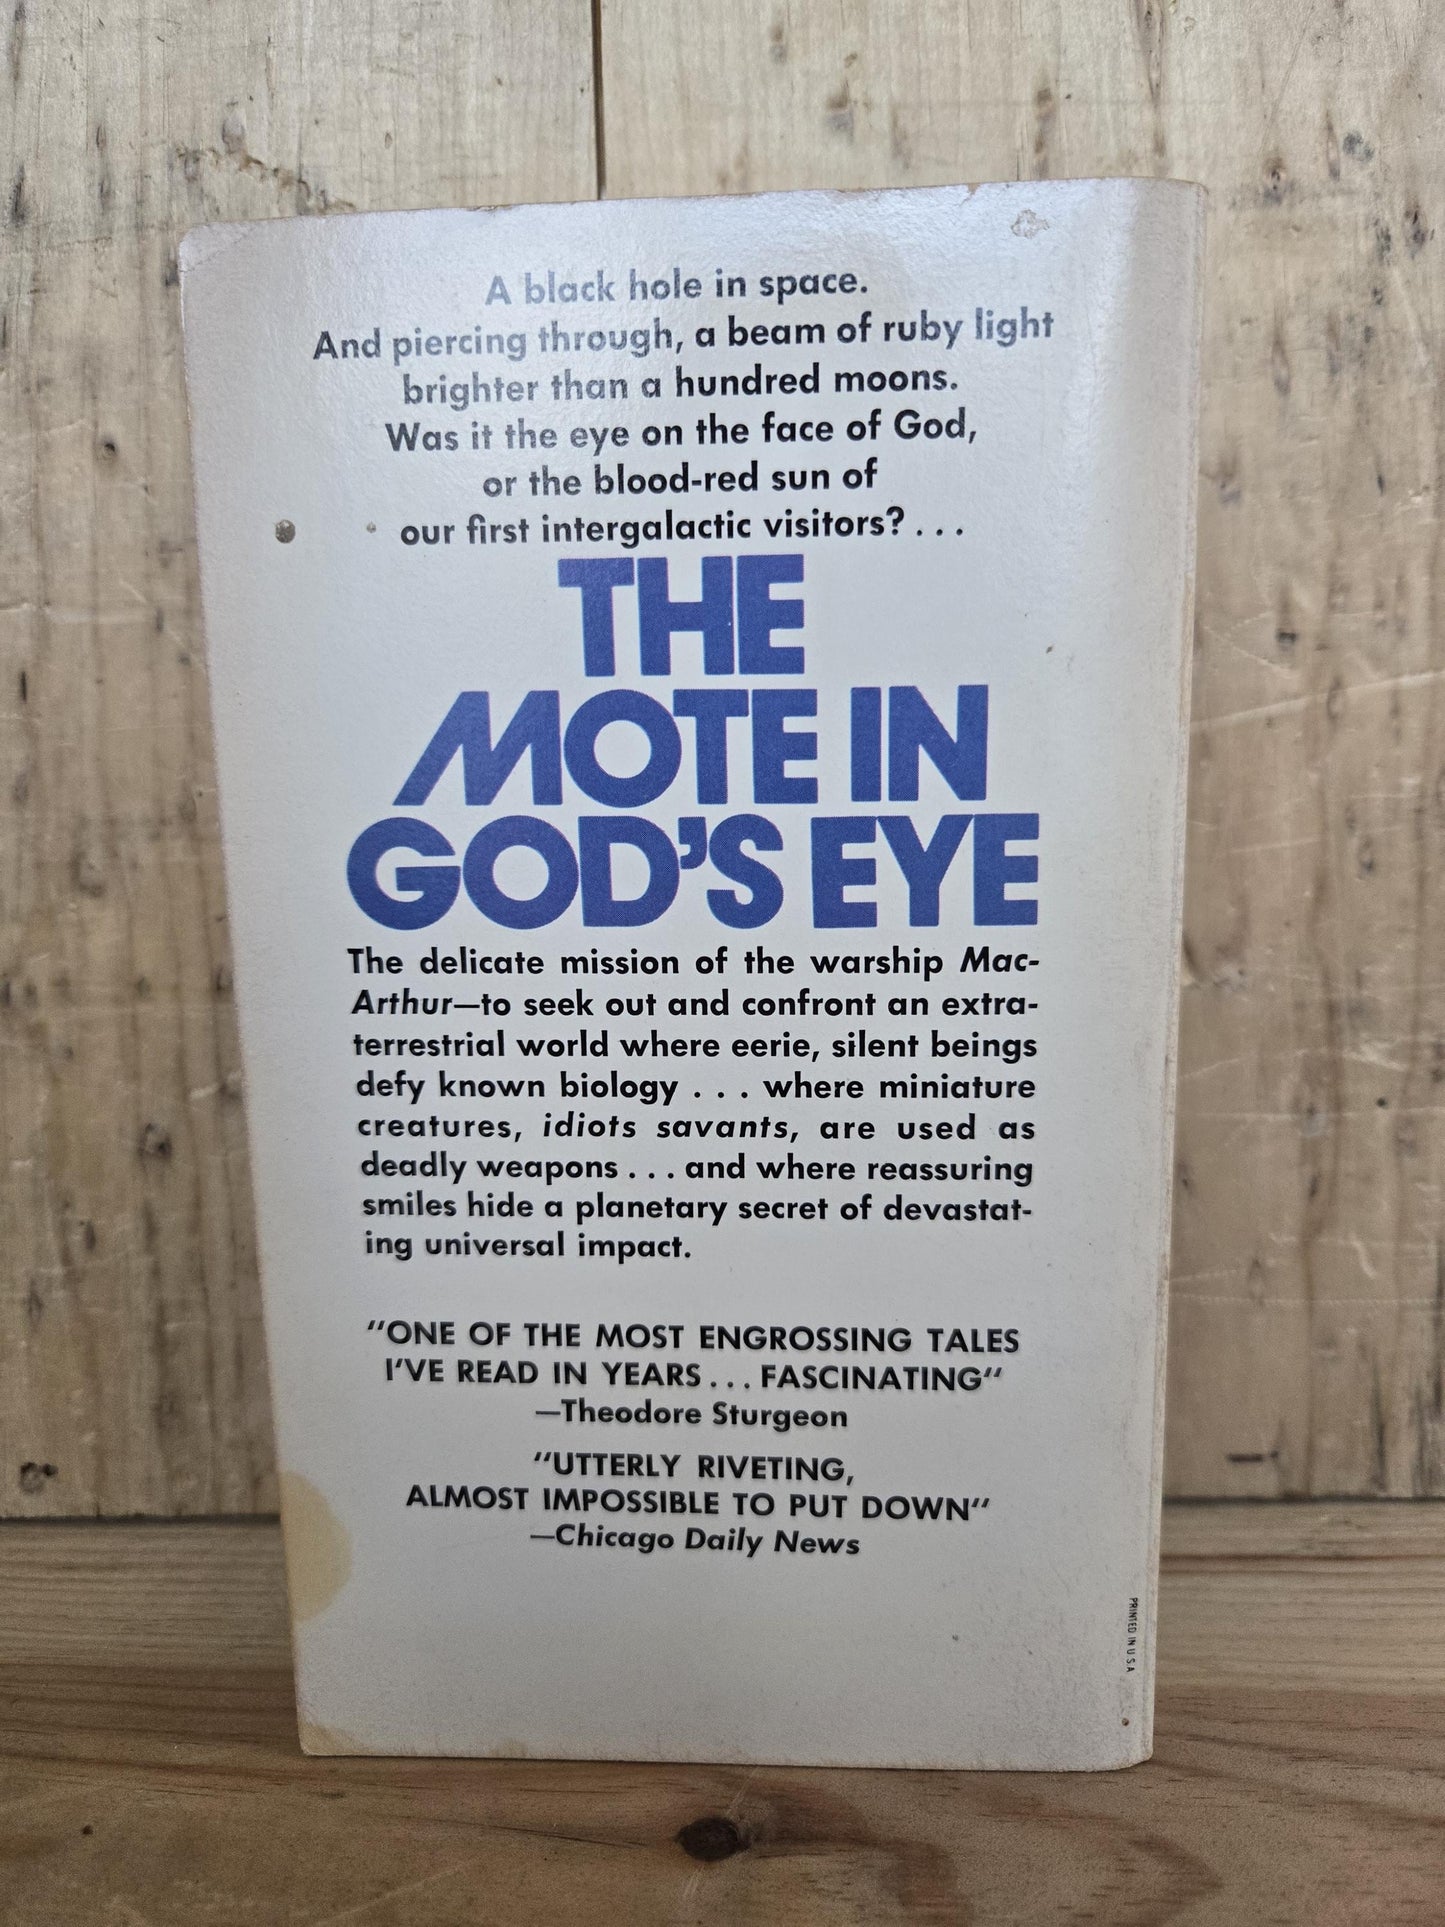 A black hole in space.
And piercing through, a beam of ruby light
brighter than a hundred moons.
Was it the eye on the face of God,
or the blood-red sun of
our first intergalactic visitors? . . .
THE
MOTE IN
GOD'S EYE
The delicate mission of the warship Mac-
Arthur—to seek out and confront an extra-
terrestrial world where eerie, silent beings
defy known biology . . . where miniature
creatures, idiots savants, are used as
deadly weapons . . . and where reassuring
smiles hide a planetary secret of devastat-
ing universal impact.
"ONE OF THE MOST ENGROSSING TALES
I'VE READ IN YEARS . . . FASCINATING"
—Theodore Sturgeon
"UTTERLY RIVETING,
ALMOST IMPOSSIBLE TO PUT DOWN"
—Chicago Daily News
PRINTED IN U S A